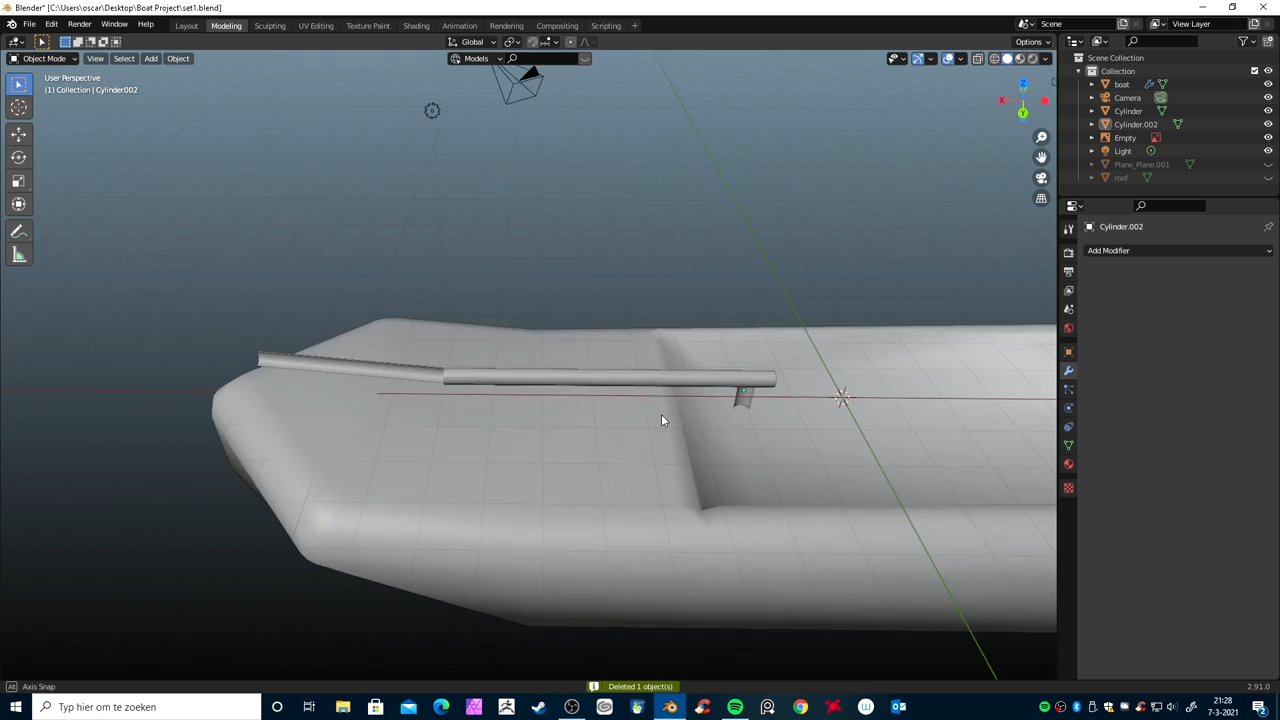 Blender* [C:\Users\oscar\Desktop\Boat Project\set1.blend]
File Edit Render Window Help Layout Modeling Sculpting UV Editing Texture Paint Shading Animation Rendering Compositing Scripting Scene View Layer
Global Options
Object Mode View Select Add Object Models
User Perspective
(1) Collection | Cylinder.002
Scene Collection
Collection
boat
Camera
Cylinder
Cylinder.002
Empty
Light
Plane_Plane.001
roof
X
Y
Z
Cylinder.002
Add Modifier
Alt Axis Snap Deleted 1 object(s) 2.91.0
Typ hier om te zoeken
21:28
7-3-2021
2